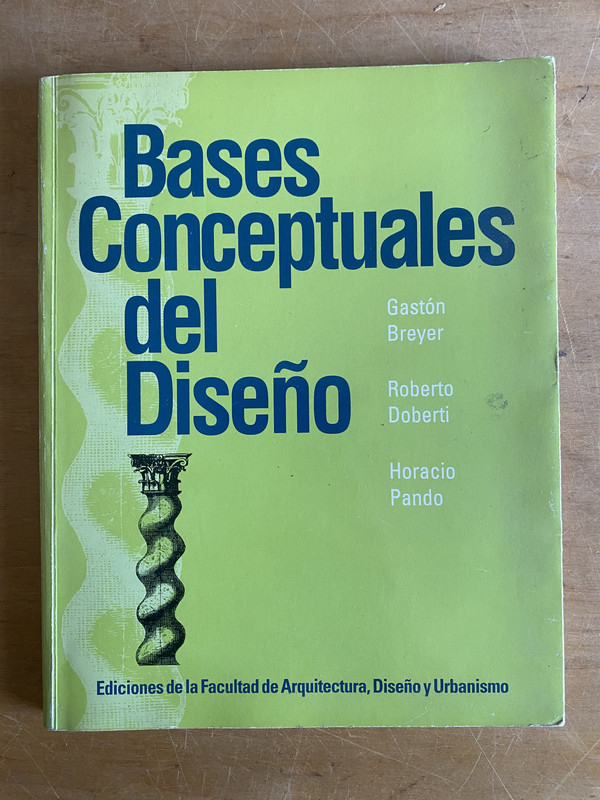 Bases
Conceptuales
del
Diseño
Gastón
Breyer
Roberto
Doberti
Horacio
Pando
Ediciones de la Facultad de Arquitectura, Diseño y Urbanismo